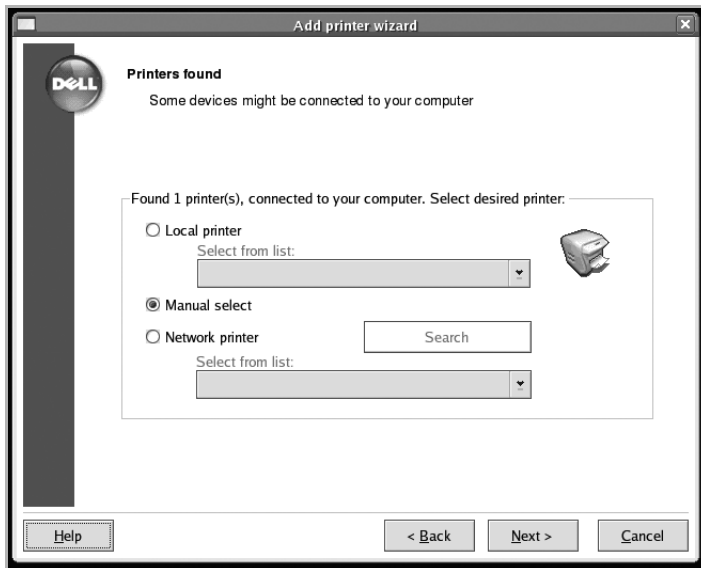 Add printer wizard
DELL
Printers found
Some devices might be connected to your computer
Found 1 printer(s), connected to your computer. Select desired printer:
Local printer
Select from list:
Manual select
Network printer
Search
Select from list:
Help
< Back
Next >
Cancel